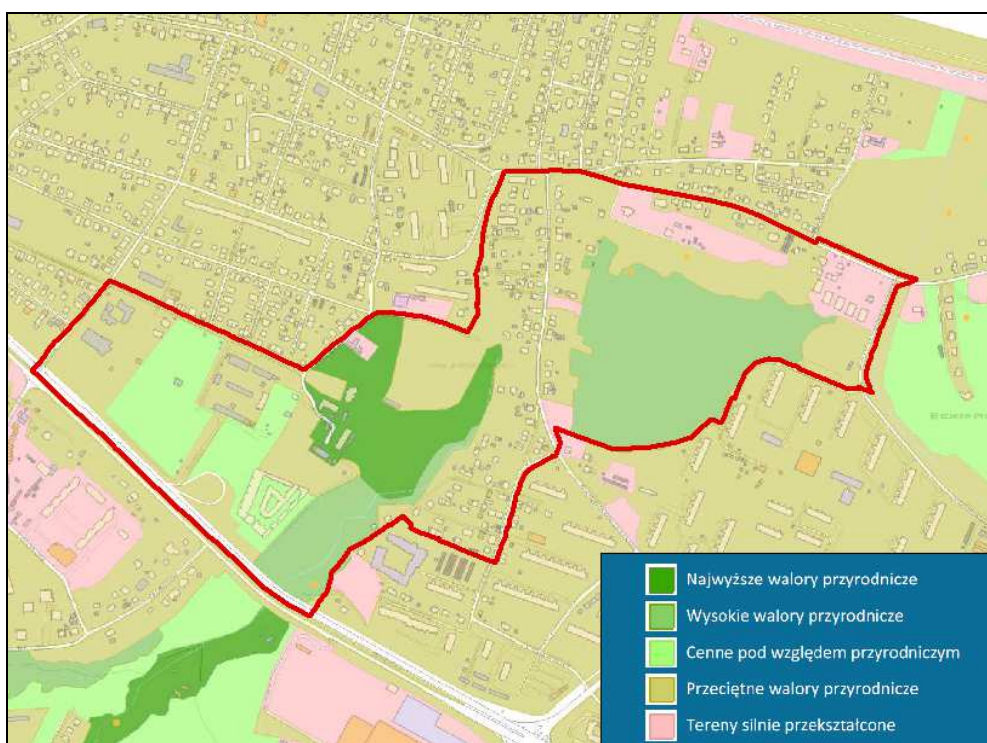 Najwyższe walory przyrodnicze
Wysokie walory przyrodnicze
Cenne pod względem przyrodniczym
Przeciętne walory przyrodnicze
Tereny silnie przekształcone